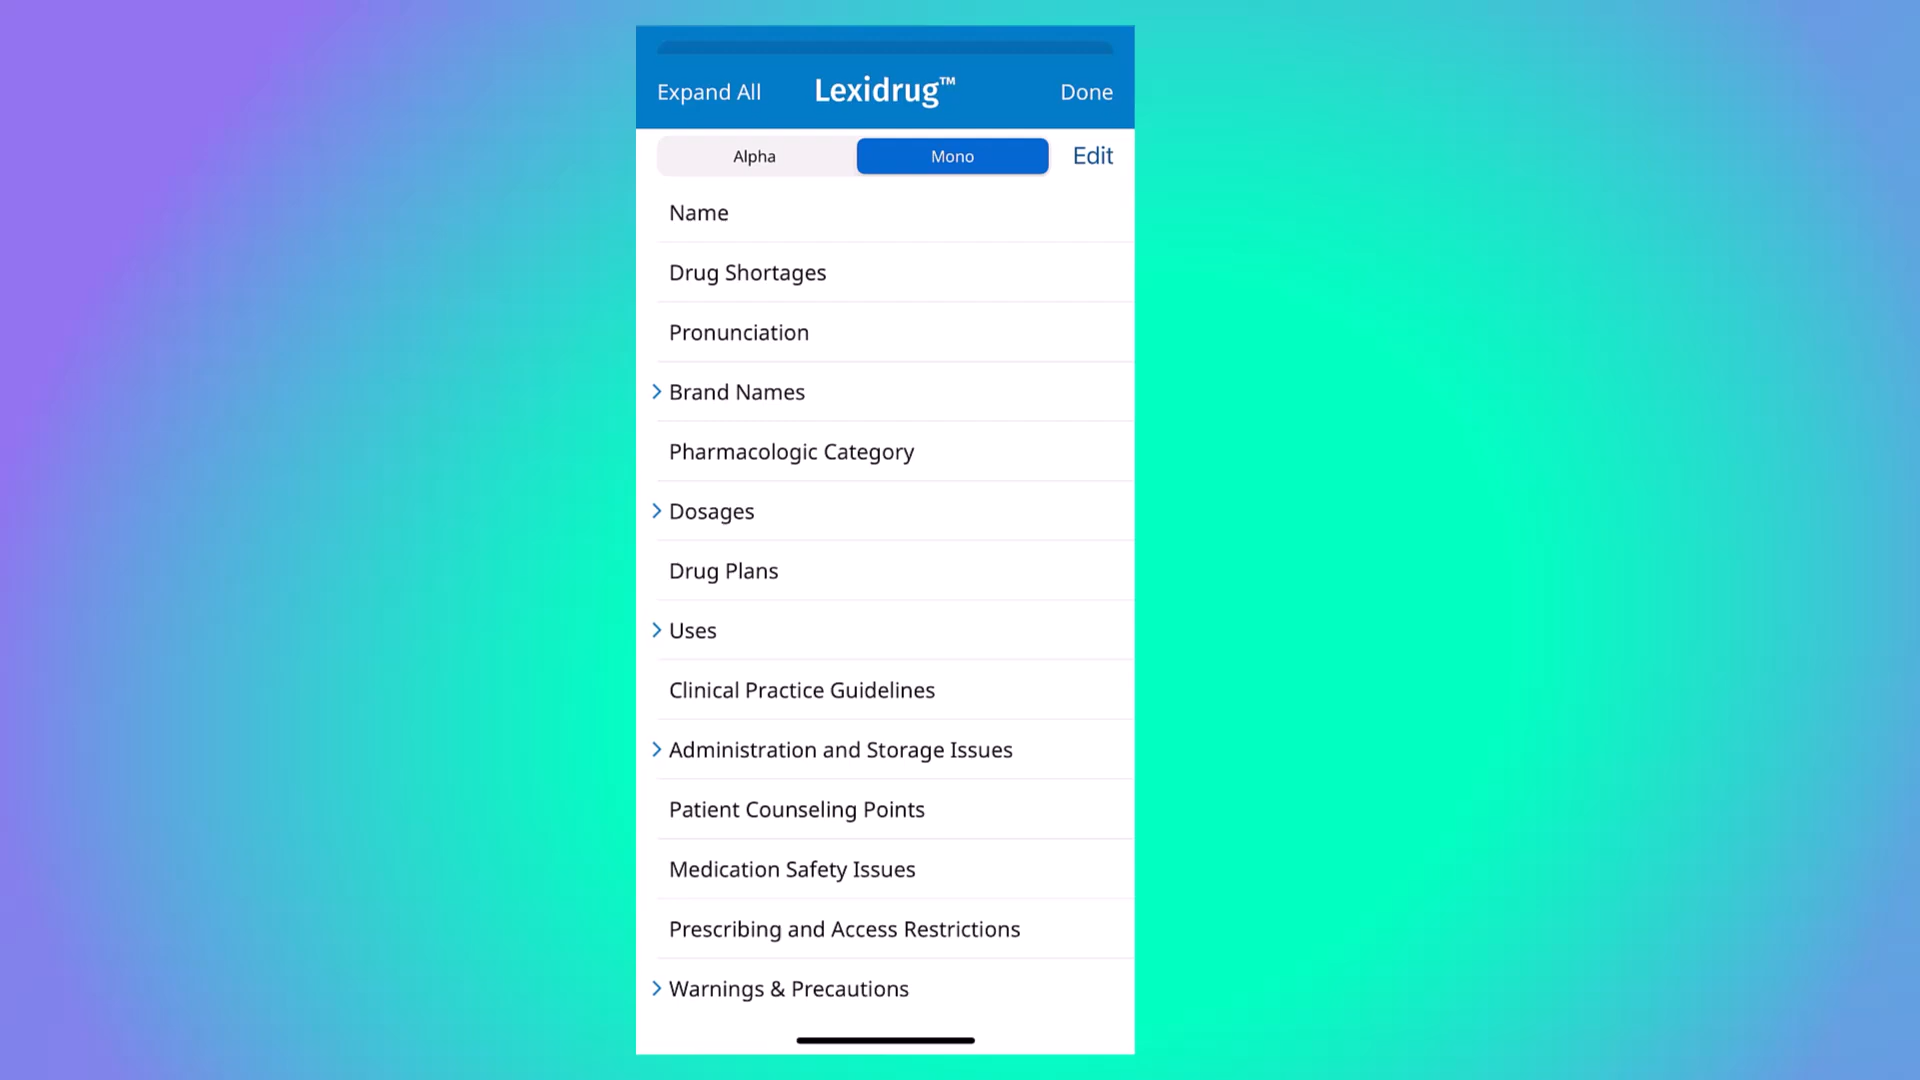 Expand All Lexidrug™ Done
Alpha Mono Edit
Name
Drug Shortages
Pronunciation
Brand Names
Pharmacologic Category
Dosages
Drug Plans
Uses
Clinical Practice Guidelines
Administration and Storage Issues
Patient Counseling Points
Medication Safety Issues
Prescribing and Access Restrictions
Warnings & Precautions